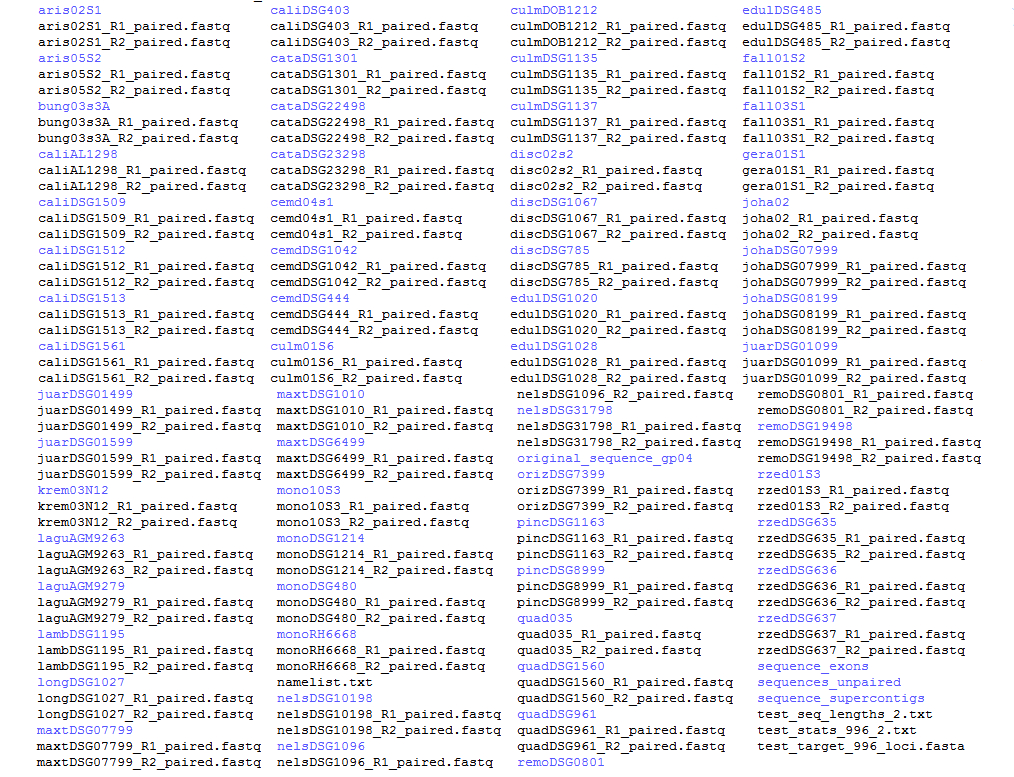 aris02S1 caliDSG403 culmDOB1212 edulDSG485
aris02S1_R1_paired.fastq caliDSG403_R1_paired.fastq culmDOB1212_R1_paired.fastq edulDSG485_R1_paired.fastq
aris02S1_R2_paired.fastq caliDSG403_R2_paired.fastq culmDOB1212_R2_paired.fastq edulDSG485_R2_paired.fastq
aris05S2 cataDSG1301 culmDSG1135 fall01S2
aris05S2_R1_paired.fastq cataDSG1301_R1_paired.fastq culmDSG1135_R1_paired.fastq fall01S2_R1_paired.fastq
aris05S2_R2_paired.fastq cataDSG1301_R2_paired.fastq culmDSG1135_R2_paired.fastq fall01S2_R2_paired.fastq
bung03s3A cataDSG22498 culmDSG1137 fall03S1
bung03s3A_R1_paired.fastq cataDSG22498_R1_paired.fastq culmDSG1137_R1_paired.fastq fall03S1_R1_paired.fastq
bung03s3A_R2_paired.fastq cataDSG22498_R2_paired.fastq culmDSG1137_R2_paired.fastq fall03S1_R2_paired.fastq
caliAL1298 cataDSG23298 disc02s2 gera01S1
caliAL1298_R1_paired.fastq cataDSG23298_R1_paired.fastq disc02s2_R1_paired.fastq gera01S1_R1_paired.fastq
caliAL1298_R2_paired.fastq cataDSG23298_R2_paired.fastq disc02s2_R2_paired.fastq gera01S1_R2_paired.fastq
caliDSG1509 cemd04s1 discDSG1067 joha02
caliDSG1509_R1_paired.fastq cemd04s1_R1_paired.fastq discDSG1067_R1_paired.fastq joha02_R1_paired.fastq
caliDSG1509_R2_paired.fastq cemd04s1_R2_paired.fastq discDSG1067_R2_paired.fastq joha02_R2_paired.fastq
caliDSG1512 cemdDSG1042 discDSG785 johaDSG07999
caliDSG1512_R1_paired.fastq cemdDSG1042_R1_paired.fastq discDSG785_R1_paired.fastq johaDSG07999_R1_paired.fastq
caliDSG1512_R2_paired.fastq cemdDSG1042_R2_paired.fastq discDSG785_R2_paired.fastq johaDSG07999_R2_paired.fastq
caliDSG1513 cemdDSG444 edulDSG1020 johaDSG08199
caliDSG1513_R1_paired.fastq cemdDSG444_R1_paired.fastq edulDSG1020_R1_paired.fastq johaDSG08199_R1_paired.fastq
caliDSG1513_R2_paired.fastq cemdDSG444_R2_paired.fastq edulDSG1020_R2_paired.fastq johaDSG08199_R2_paired.fastq
caliDSG1561 culm01S6 edulDSG1028 juarDSG01099
caliDSG1561_R1_paired.fastq culm01S6_R1_paired.fastq edulDSG1028_R1_paired.fastq juarDSG01099_R1_paired.fastq
caliDSG1561_R2_paired.fastq culm01S6_R2_paired.fastq edulDSG1028_R2_paired.fastq juarDSG01099_R2_paired.fastq
juarDSG01499 maxtDSG1010 nelsDSG1096_R2_paired.fastq remoDSG0801_R1_paired.fastq
juarDSG01499_R1_paired.fastq maxtDSG1010_R1_paired.fastq nelsDSG31798 remoDSG0801_R2_paired.fastq
juarDSG01499_R2_paired.fastq maxtDSG1010_R2_paired.fastq nelsDSG31798_R1_paired.fastq remoDSG19498
juarDSG01599 maxtDSG6499 nelsDSG31798_R2_paired.fastq remoDSG19498_R1_paired.fastq
juarDSG01599_R1_paired.fastq maxtDSG6499_R1_paired.fastq original_sequence_gp04 remoDSG19498_R2_paired.fastq
juarDSG01599_R2_paired.fastq maxtDSG6499_R2_paired.fastq orizDSG7399 rzed01S3
krem03N12 mono10S3 orizDSG7399_R1_paired.fastq rzed01S3_R1_paired.fastq
krem03N12_R1_paired.fastq mono10S3_R1_paired.fastq orizDSG7399_R2_paired.fastq rzed01S3_R2_paired.fastq
krem03N12_R2_paired.fastq mono10S3_R2_paired.fastq pincDSG1163 rzedDSG635
laguAGM9263 monoDSG1214 pincDSG1163_R1_paired.fastq rzedDSG635_R1_paired.fastq
laguAGM9263_R1_paired.fastq monoDSG1214_R1_paired.fastq pincDSG1163_R2_paired.fastq rzedDSG635_R2_paired.fastq
laguAGM9263_R2_paired.fastq monoDSG1214_R2_paired.fastq pincDSG8999 rzedDSG636
laguAGM9279 monoDSG480 pincDSG8999_R1_paired.fastq rzedDSG636_R1_paired.fastq
laguAGM9279_R1_paired.fastq monoDSG480_R1_paired.fastq pincDSG8999_R2_paired.fastq rzedDSG636_R2_paired.fastq
laguAGM9279_R2_paired.fastq monoDSG480_R2_paired.fastq quad035 rzedDSG637
lambDSG1195 monoRH6668 quad035_R1_paired.fastq rzedDSG637_R1_paired.fastq
lambDSG1195_R1_paired.fastq monoRH6668_R1_paired.fastq quad035_R2_paired.fastq rzedDSG637_R2_paired.fastq
lambDSG1195_R2_paired.fastq monoRH6668_R2_paired.fastq quadDSG1560 sequence_exons
longDSG1027 namelist.txt quadDSG1560_R1_paired.fastq sequences_unpaired
longDSG1027_R1_paired.fastq nelsDSG10198 quadDSG1560_R2_paired.fastq sequence_supercontigs
longDSG1027_R2_paired.fastq nelsDSG10198_R1_paired.fastq quadDSG961 test_seq_lengths_2.txt
maxtDSG07799 nelsDSG10198_R2_paired.fastq quadDSG961_R1_paired.fastq test_stats_996_2.txt
maxtDSG07799_R1_paired.fastq nelsDSG1096 quadDSG961_R2_paired.fastq test_target_996_loci.fasta
maxtDSG07799_R2_paired.fastq nelsDSG1096_R1_paired.fastq remoDSG0801